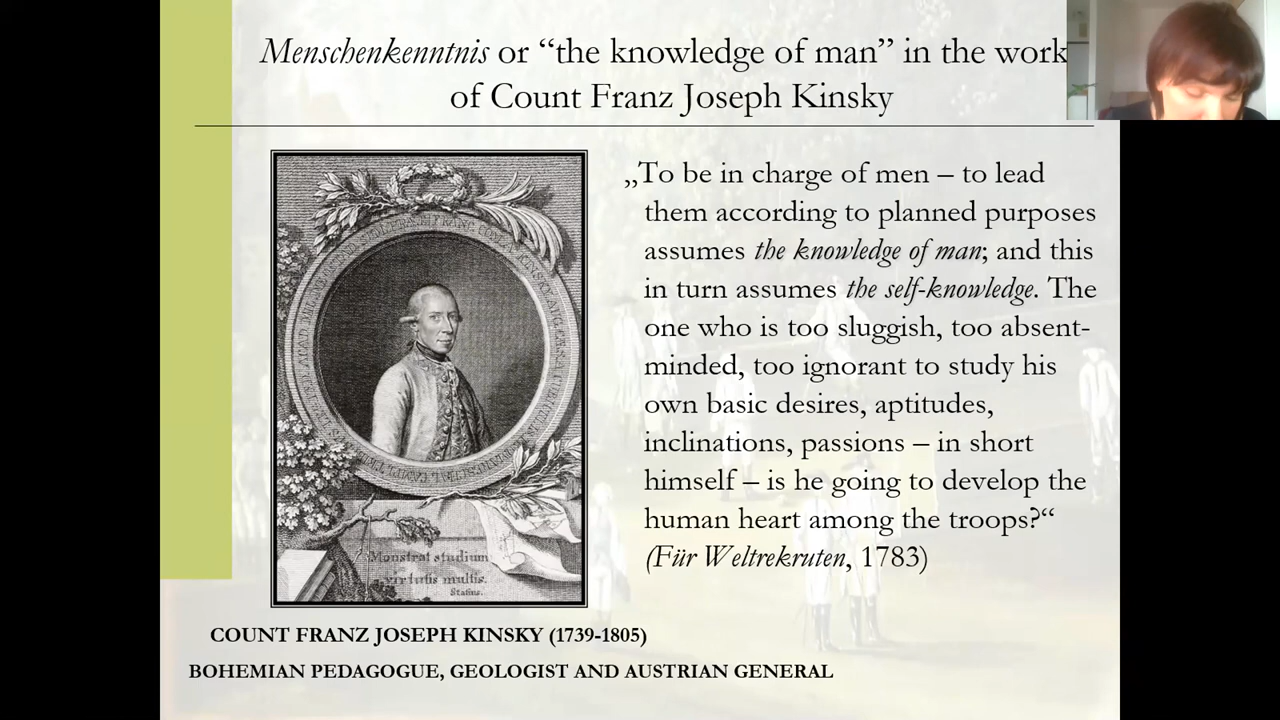 Menschenkenntnis or “the knowledge of man” in the work
of Count Franz Joseph Kinsky
„To be in charge of men – to lead
them according to planned purposes
assumes the knowledge of man; and this
in turn assumes the self-knowledge. The
one who is too sluggish, too absent-
minded, too ignorant to study his
own basic desires, aptitudes,
inclinations, passions – in short
himself – is he going to develop the
human heart among the troops?“
(Für Weltrekruten, 1783)
Monstrat studium
virtutis multis.
Statius.
COUNT FRANZ JOSEPH KINSKY (1739-1805)
BOHEMIAN PEDAGOGUE, GEOLOGIST AND AUSTRIAN GENERAL